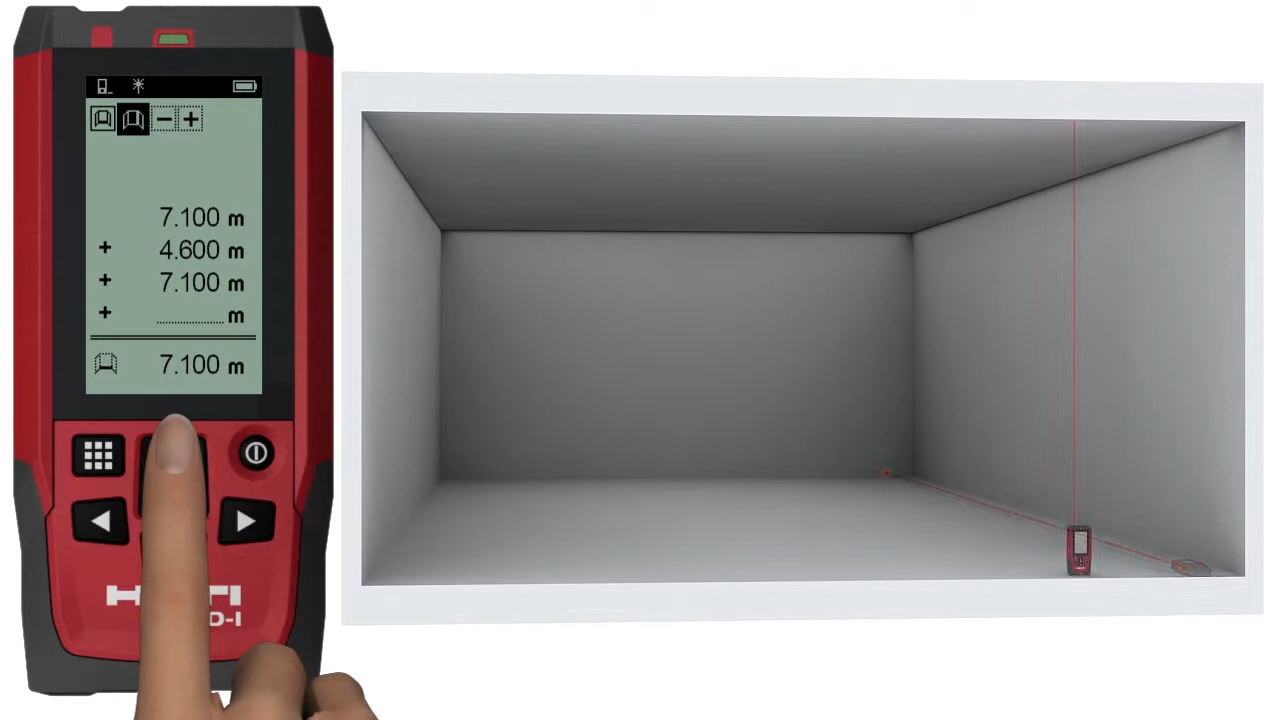 7.100 m
+ 4.600 m
+ 7.100 m
+ ............... m
7.100 m
D-I